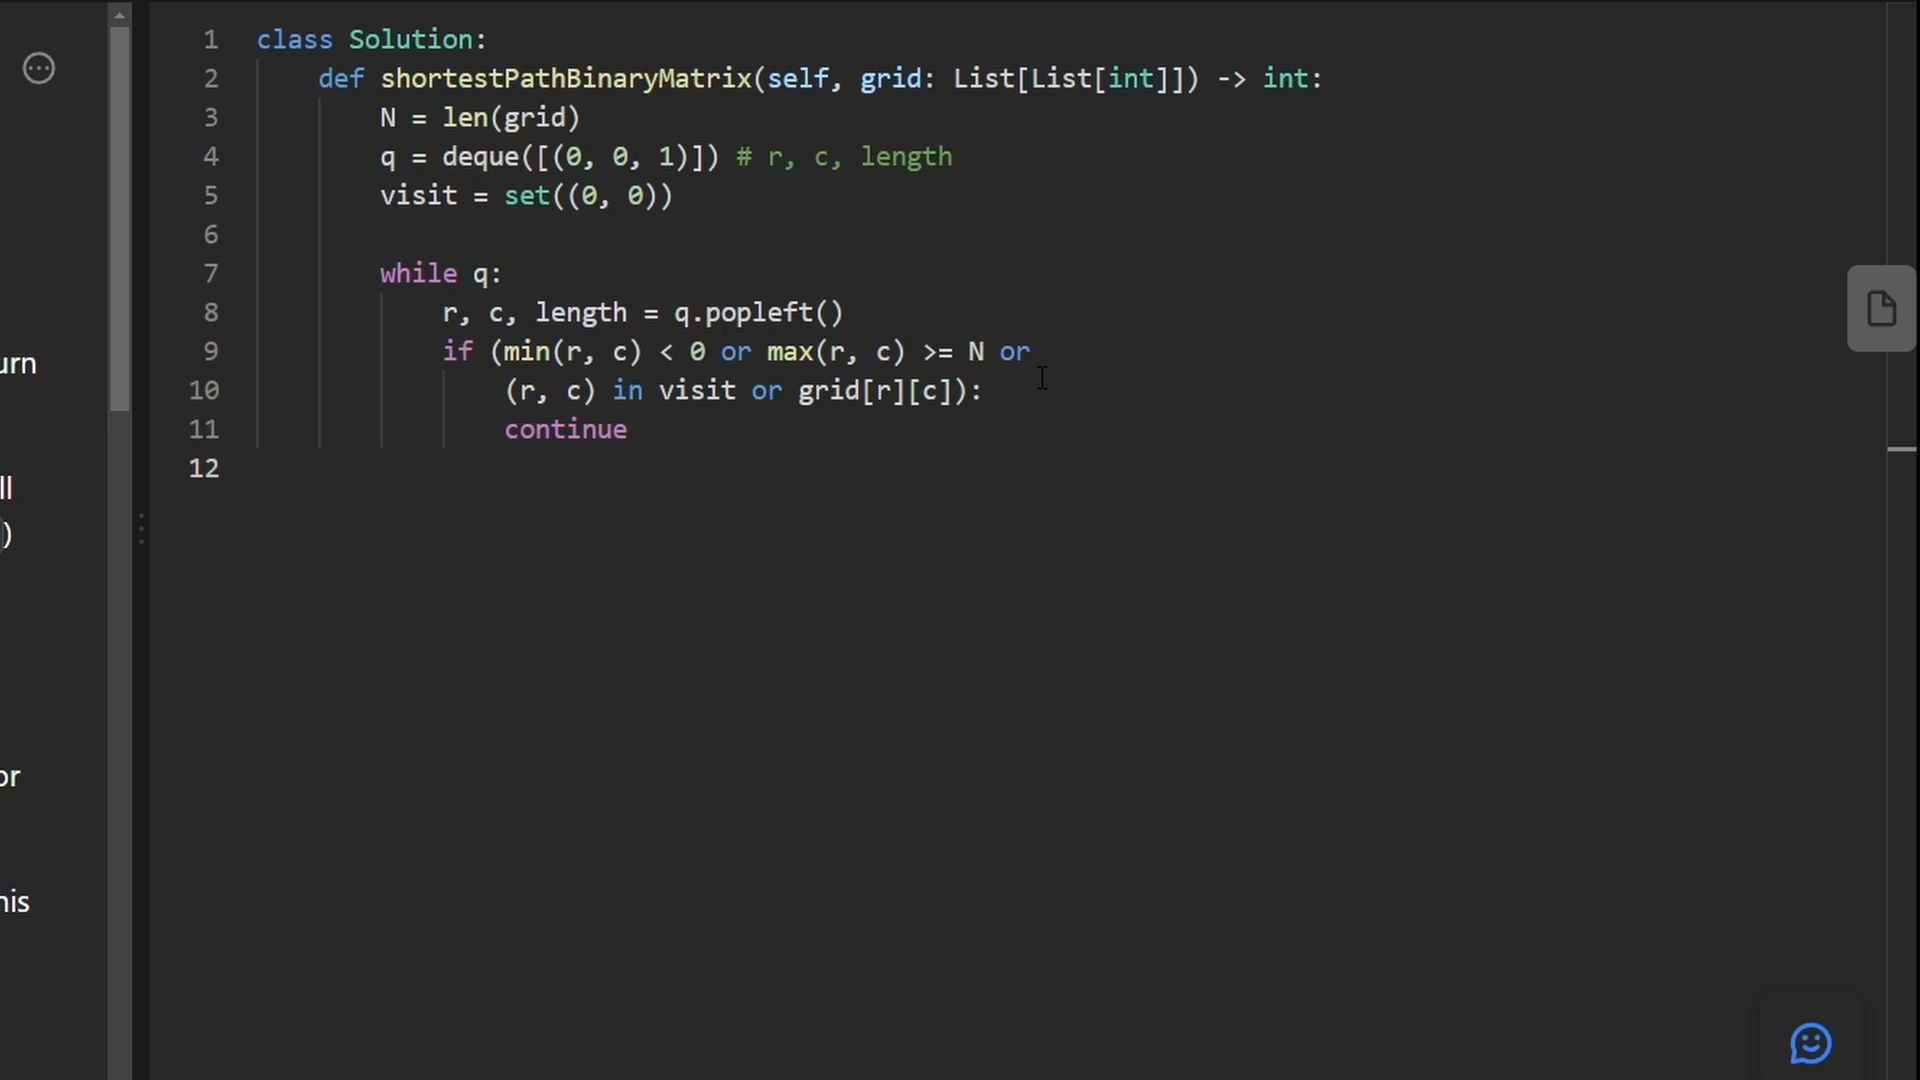 1 class Solution:
2 def shortestPathBinaryMatrix(self, grid: List[List[int]]) -> int:
3 N = len(grid)
4 q = deque([(0, 0, 1)]) # r, c, length
5 visit = set((0, 0))
6
7 while q:
8 r, c, length = q.popleft()
9 if (min(r, c) < 0 or max(r, c) >= N or
10 (r, c) in visit or grid[r][c]):
11 continue
12
urn
ll
)
or
his